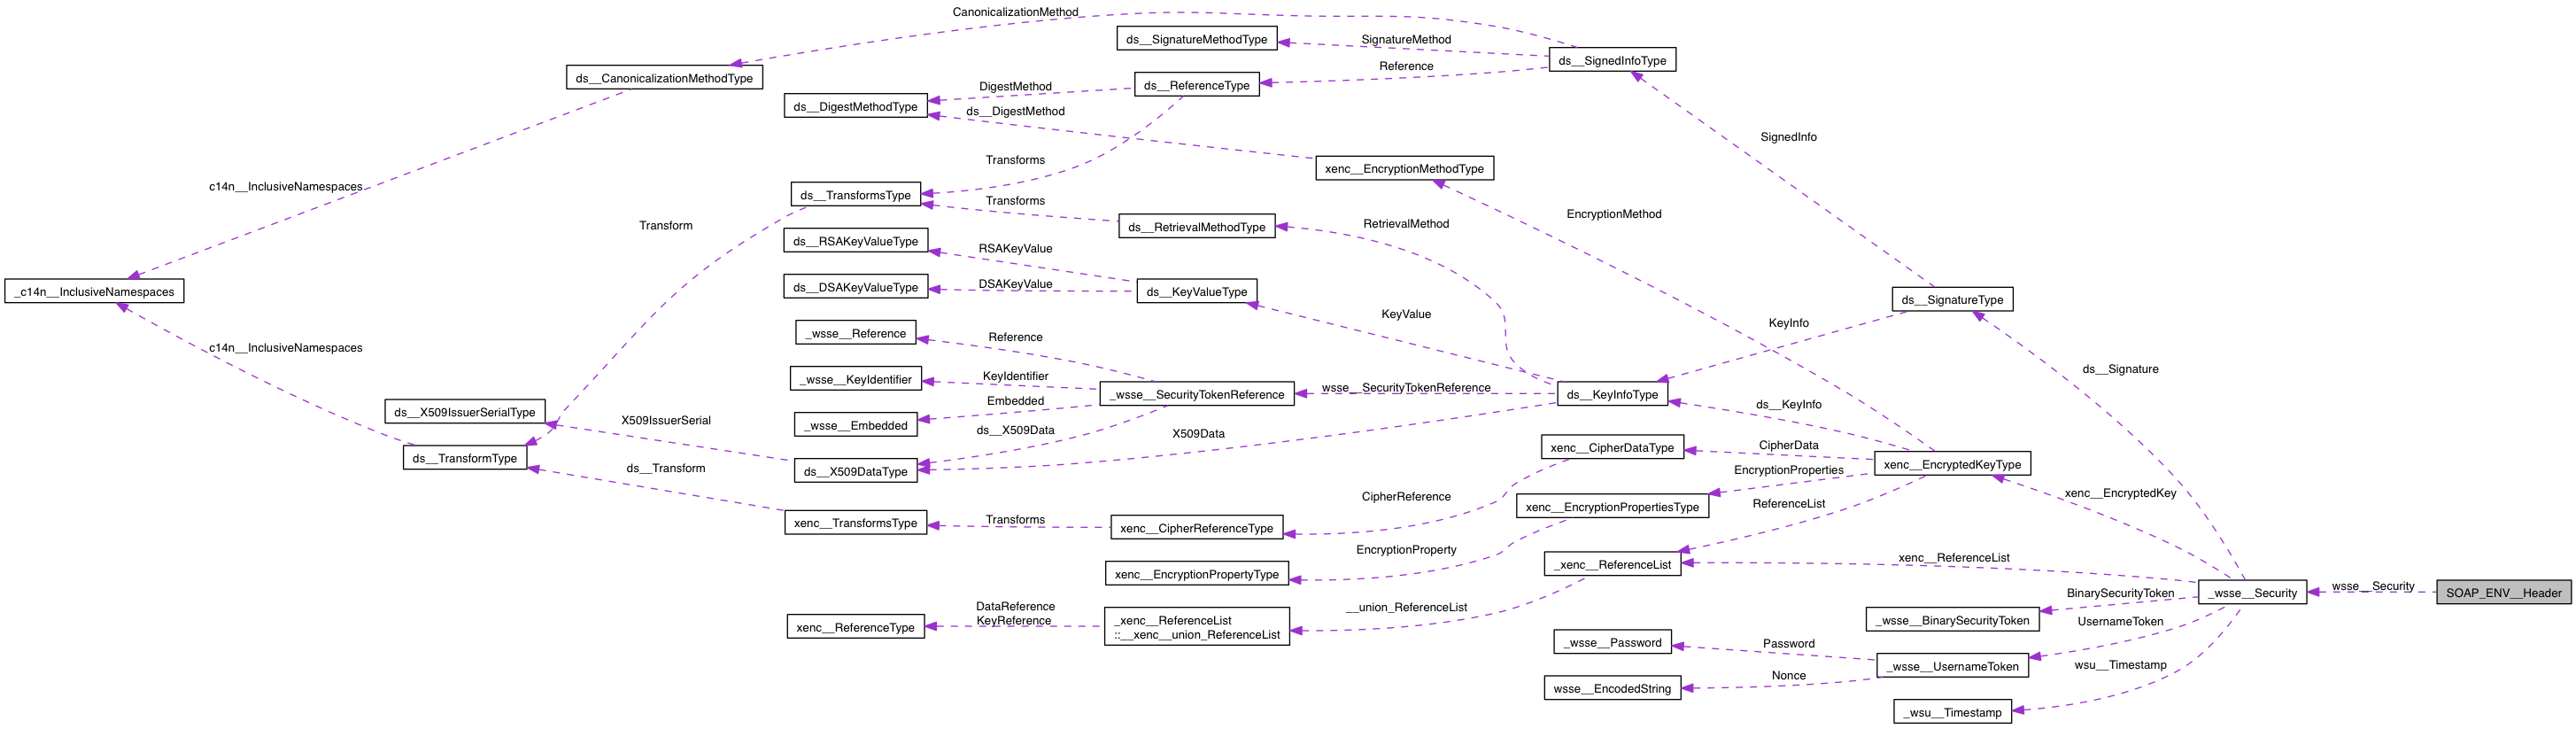 CanonicalizationMethod
ds__SignatureMethodType
SignatureMethod
ds__SignedInfoType
Reference
ds__CanonicalizationMethodType
ds__ReferenceType
DigestMethod
ds__DigestMethodType
ds__DigestMethod
SignedInfo
Transforms
xenc__EncryptionMethodType
c14n__InclusiveNamespaces
ds__TransformsType
Transforms
EncryptionMethod
Transform
ds__RetrievalMethodType
RetrievalMethod
ds__RSAKeyValueType
RSAKeyValue
_c14n__InclusiveNamespaces
ds__DSAKeyValueType
DSAKeyValue
ds__KeyValueType
ds__SignatureType
KeyValue
KeyInfo
_wsse__Reference
Reference
c14n__InclusiveNamespaces
ds__Signature
_wsse__KeyIdentifier
KeyIdentifier
_wsse__SecurityTokenReference
wsse__SecurityTokenReference
ds__KeyInfoType
Embedded
ds__KeyInfo
ds__X509IssuerSerialType
X509IssuerSerial
_wsse__Embedded
ds__X509Data
X509Data
xenc__CipherDataType
CipherData
ds__TransformType
ds__Transform
ds__X509DataType
xenc__EncryptedKeyType
EncryptionProperties
CipherReference
xenc__EncryptedKey
ReferenceList
xenc__EncryptionPropertiesType
xenc__TransformsType
Transforms
xenc__CipherReferenceType
EncryptionProperty
xenc__ReferenceList
_xenc__ReferenceList
xenc__EncryptionPropertyType
wsse__Security
BinarySecurityToken
_wsse__Security
SOAP_ENV__Header
DataReference
KeyReference
__union_ReferenceList
xenc__ReferenceType
_xenc__ReferenceList
::__xenc__union_ReferenceList
_wsse__BinarySecurityToken
UsernameToken
_wsse__Password
Password
_wsse__UsernameToken
wsu__Timestamp
Nonce
wsse__EncodedString
_wsu__Timestamp